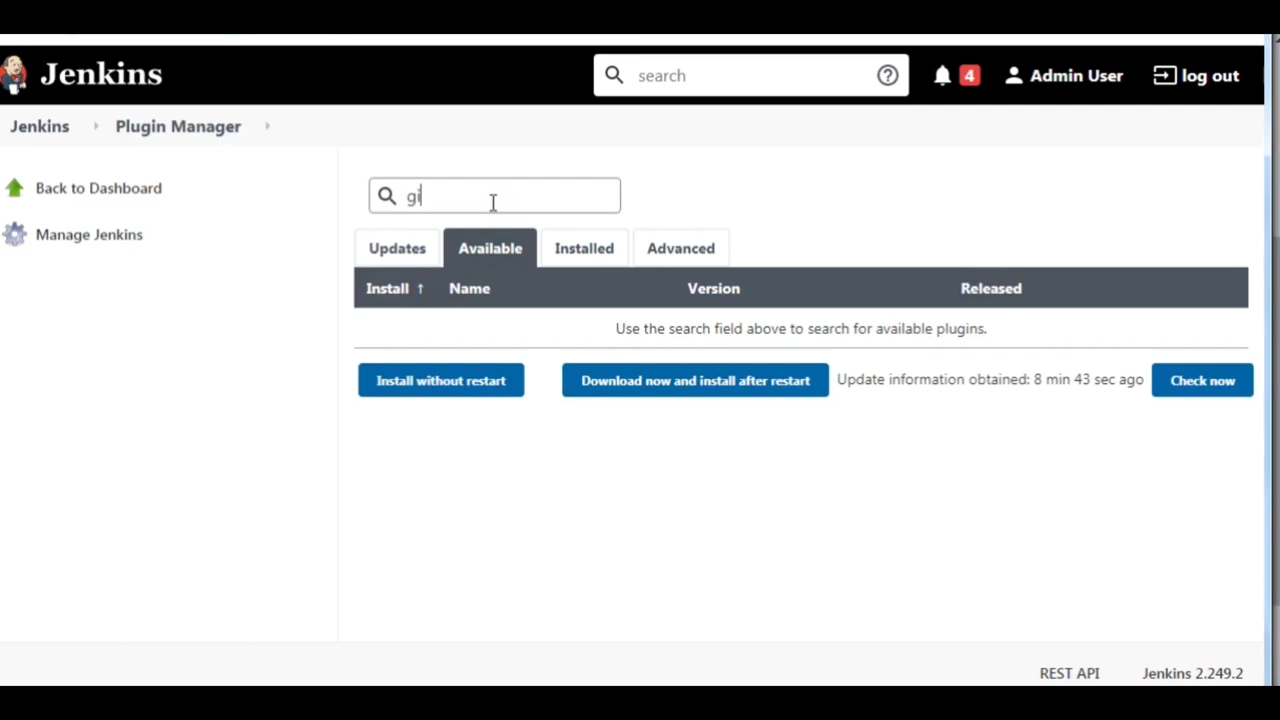 Jenkins
search
4
Admin User
log out
Jenkins
Plugin Manager
Back to Dashboard
Manage Jenkins
gi
Updates
Available
Installed
Advanced
Install ↑
Name
Version
Released
Use the search field above to search for available plugins.
Install without restart
Download now and install after restart
Update information obtained: 8 min 43 sec ago
Check now
REST API
Jenkins 2.249.2